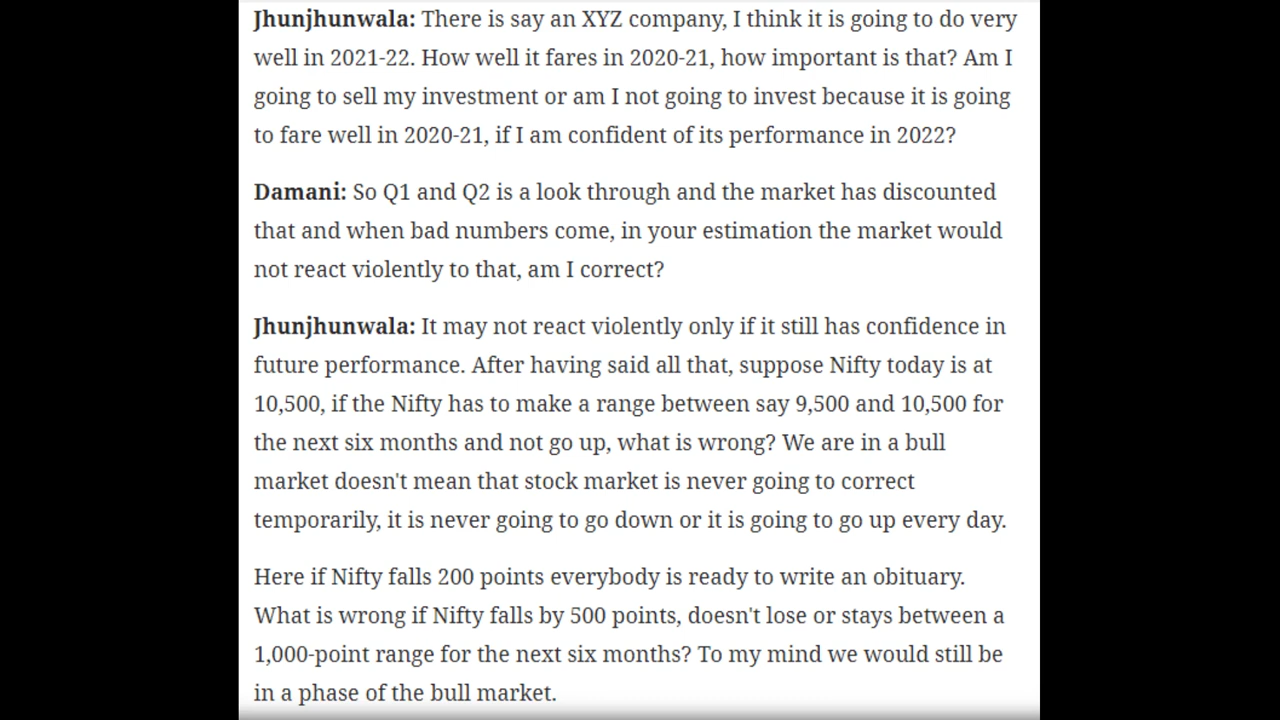 Jhunjhunwala: There is say an XYZ company, I think it is going to do very
well in 2021-22. How well it fares in 2020-21, how important is that? Am I
going to sell my investment or am I not going to invest because it is going
to fare well in 2020-21, if I am confident of its performance in 2022?
Damani: So Q1 and Q2 is a look through and the market has discounted
that and when bad numbers come, in your estimation the market would
not react violently to that, am I correct?
Jhunjhunwala: It may not react violently only if it still has confidence in
future performance. After having said all that, suppose Nifty today is at
10,500, if the Nifty has to make a range between say 9,500 and 10,500 for
the next six months and not go up, what is wrong? We are in a bull
market doesn't mean that stock market is never going to correct
temporarily, it is never going to go down or it is going to go up every day.
Here if Nifty falls 200 points everybody is ready to write an obituary.
What is wrong if Nifty falls by 500 points, doesn't lose or stays between a
1,000-point range for the next six months? To my mind we would still be
in a phase of the bull market.